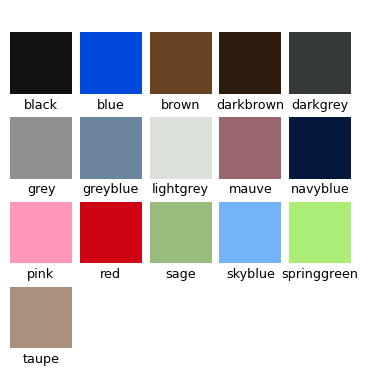 black blue brown darkbrown darkgrey
grey greyblue lightgrey mauve navyblue
pink red sage skyblue springgreen
taupe